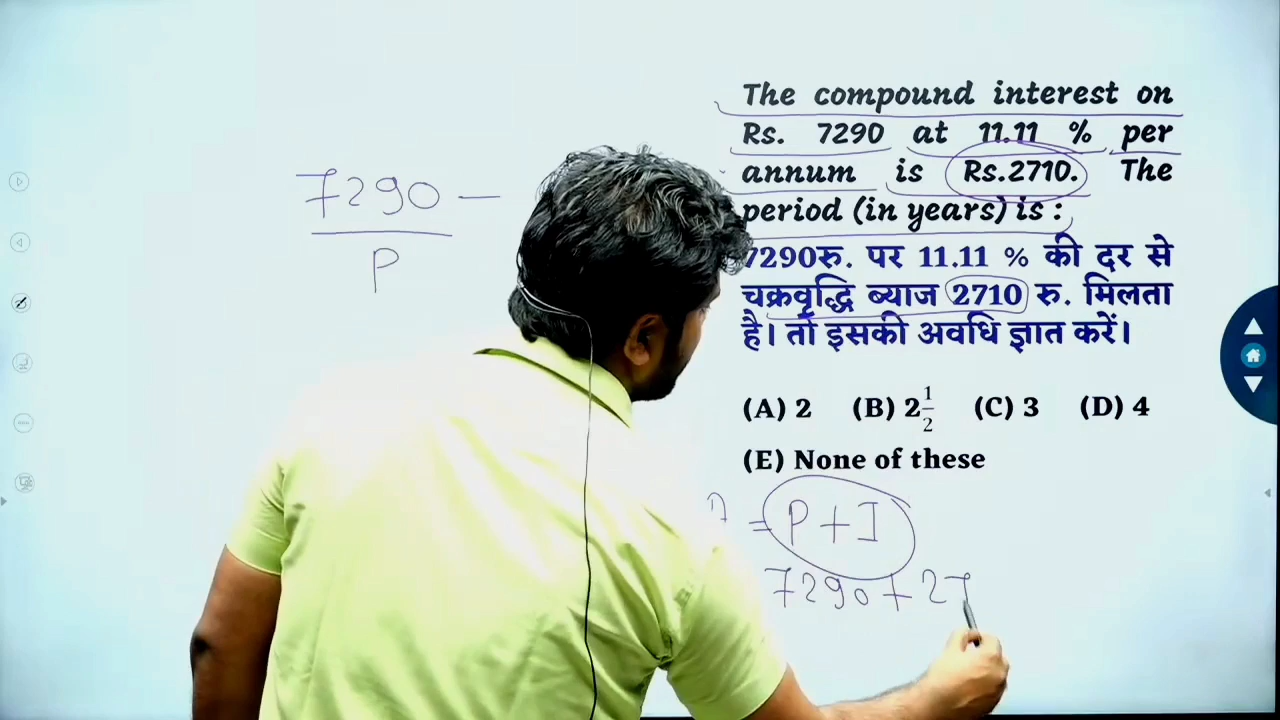 The compound interest on
Rs. 7290 at 11.11 % per
annum is Rs.2710. The
period (in years) is :
7290रु. पर 11.11 % की दर से
चक्रवृद्धि ब्याज 2710 रु. मिलता
है। तो इसकी अवधि ज्ञात करें।
(A) 2 (B) 2 1/2 (C) 3 (D) 4
(E) None of these
7290 —
P
= P + I
7290 + 27